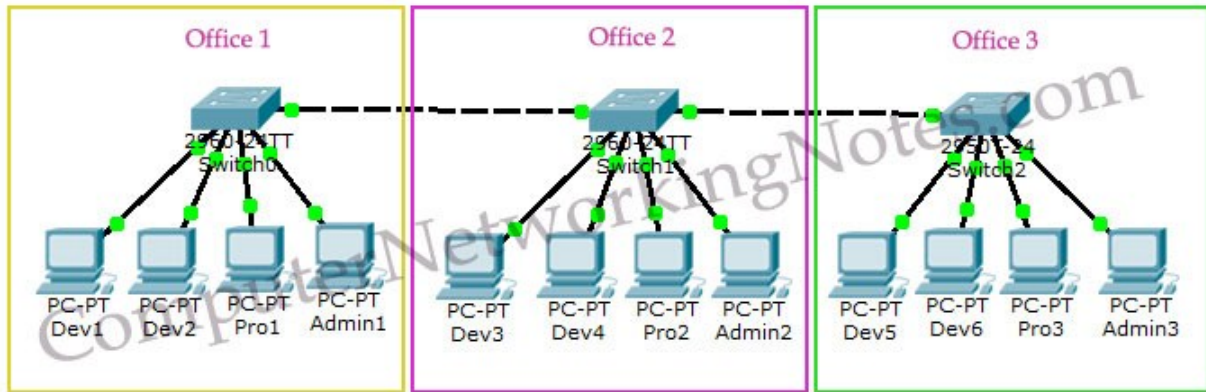 Office 1
Office 2
Office 3
2960-24TT
Switch0
2960-24TT
Switch1
2950T-24
Switch2
PC-PT
Dev1
PC-PT
Dev2
PC-PT
Pro1
PC-PT
Admin1
PC-PT
Dev3
PC-PT
Dev4
PC-PT
Pro2
PC-PT
Admin2
PC-PT
Dev5
PC-PT
Dev6
PC-PT
Pro3
PC-PT
Admin3
ComputerNetworkingNotes.com